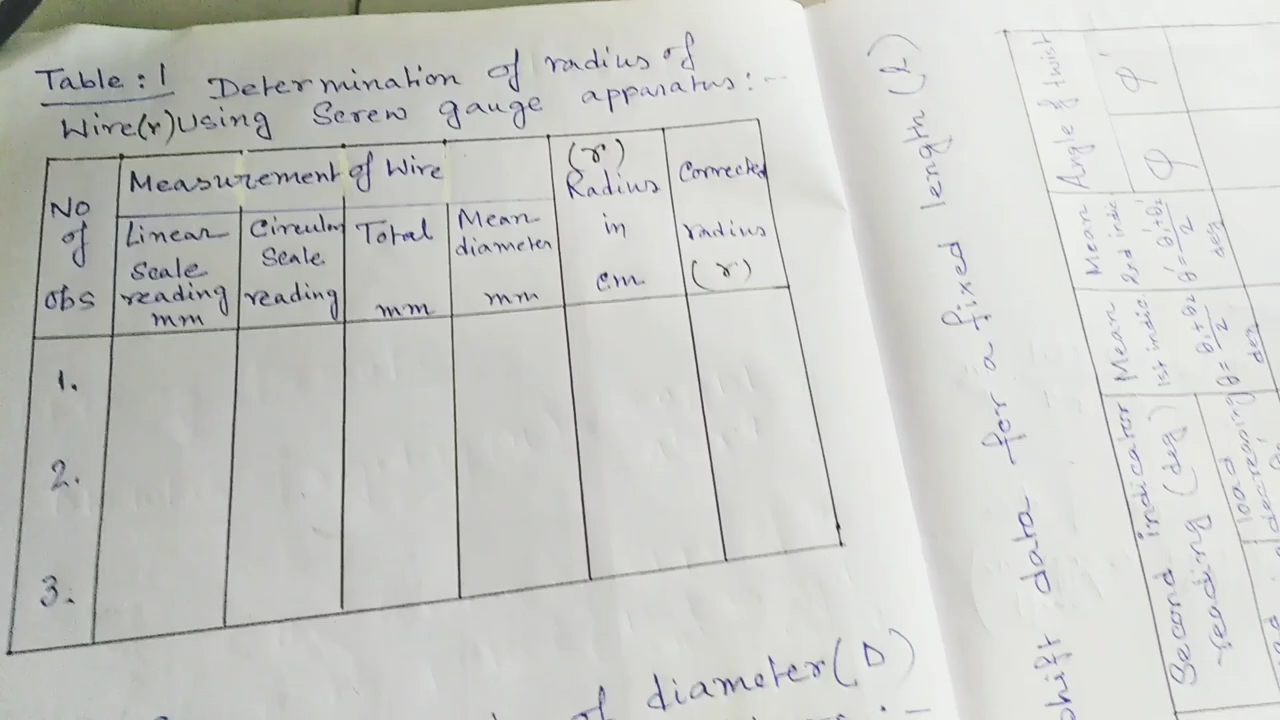 Table : 1 Determination of radius of
Wire(r) Using Screw gauge apparatus :-
No of obs
Measurement of Wire
Linear Scale reading mm
Circular Scale reading
Total mm
Mean diameter mm
(r) Radius in cm
Corrected radius (r)
1.
2.
3.
of diameter (D)
shift data for a fixed length (l)
Second indicator
reading (deg)
load
decreasing
Mean
1st indic
θ = θ₁+θ₂/2
deg
Mean
2nd indic
θ' = θ₁'+θ₂'/2
deg
Angle of twist
φ
φ'